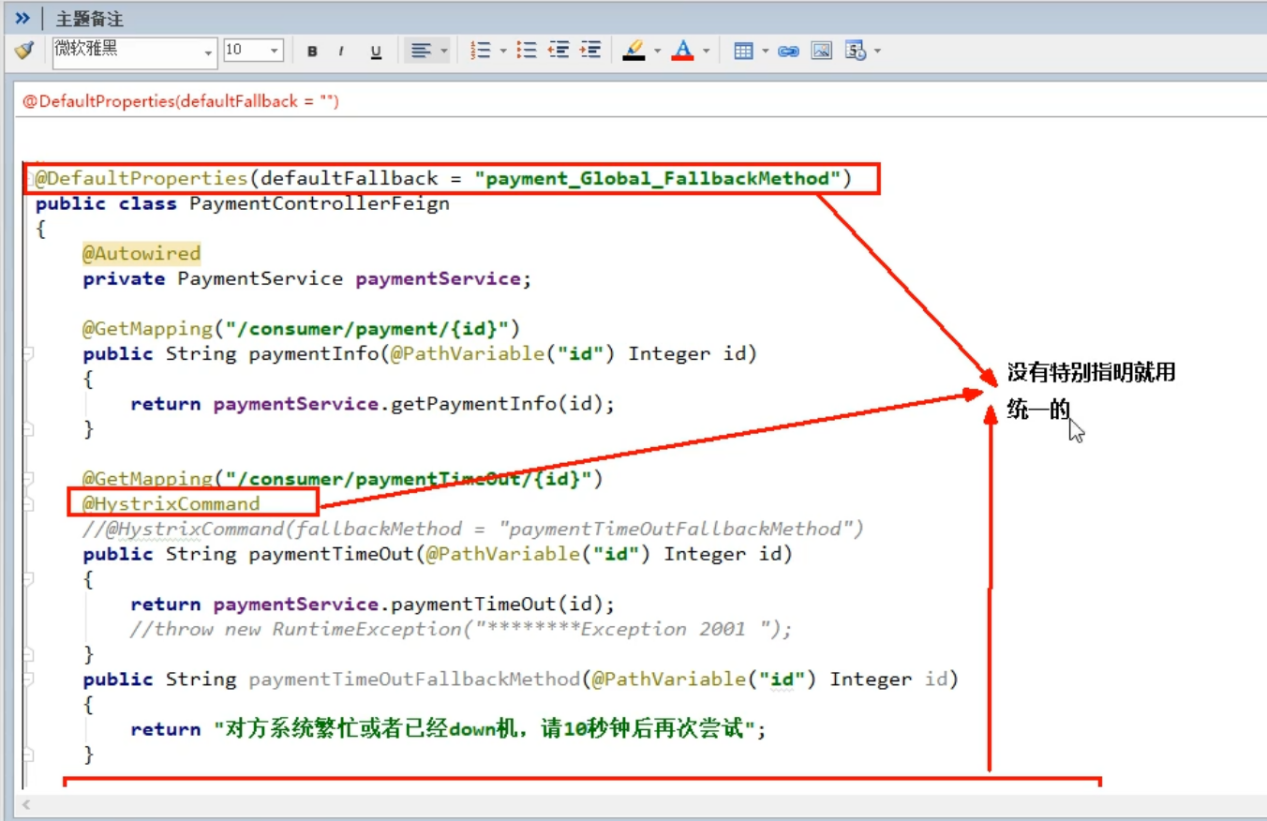 主题备注
微软雅黑
10
B I U
@DefaultProperties(defaultFallback = "")
@DefaultProperties(defaultFallback = "payment_Global_FallbackMethod")
public class PaymentControllerFeign
{
@Autowired
private PaymentService paymentService;
@GetMapping("/consumer/payment/{id}")
public String paymentInfo(@PathVariable("id") Integer id)
{
return paymentService.getPaymentInfo(id);
}
没有特别指明就用
统一的
@GetMapping("/consumer/paymentTimeOut/{id}")
@HystrixCommand
//@HystrixCommand(fallbackMethod = "paymentTimeOutFallbackMethod")
public String paymentTimeOut(@PathVariable("id") Integer id)
{
return paymentService.paymentTimeOut(id);
//throw new RuntimeException("********Exception 2001 ");
}
public String paymentTimeOutFallbackMethod(@PathVariable("id") Integer id)
{
return "对方系统繁忙或者已经down机，请10秒钟后再次尝试";
}